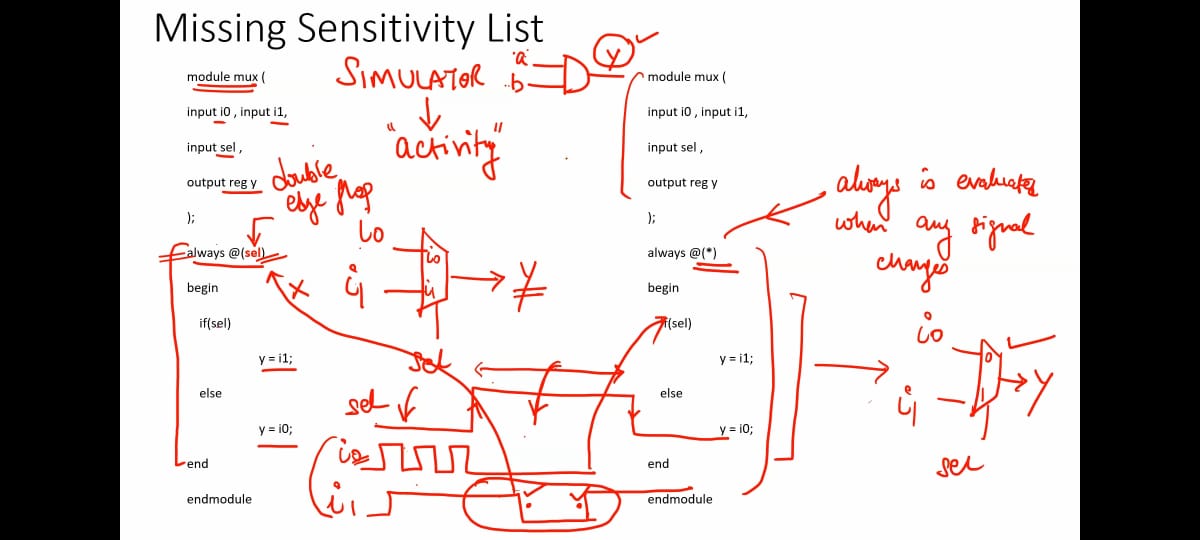 Missing Sensitivity List
module mux (
input i0 , input i1,
input sel ,
output reg y
);
always @(sel)
begin
if(sel)
y = i1;
else
y = i0;
end
endmodule
SIMULATOR
"activity"
a
b
y
double
edge flop
i0
i1
i0
i1
y
sel
sel
i0
i1
module mux (
input i0 , input i1,
input sel ,
output reg y
);
always @(*)
begin
if(sel)
y = i1;
else
y = i0;
end
endmodule
always is evaluated
when any signal
changes
i0
i1
0
1
y
sel